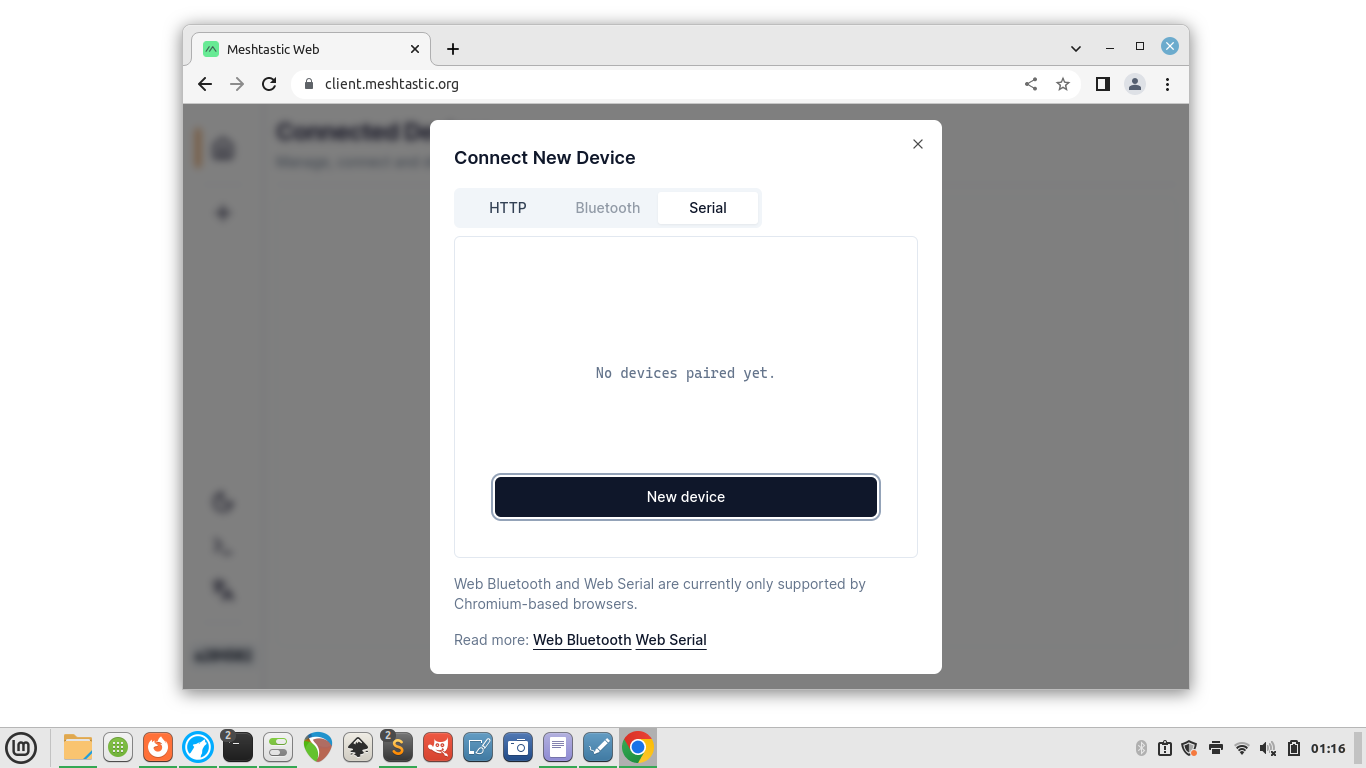 Meshtastic Web
client.meshtastic.org
Connect New Device
HTTP
Bluetooth
Serial
No devices paired yet.
New device
Web Bluetooth and Web Serial are currently only supported by
Chromium-based browsers.
Read more: Web Bluetooth Web Serial
lm
2
2
S
01:16